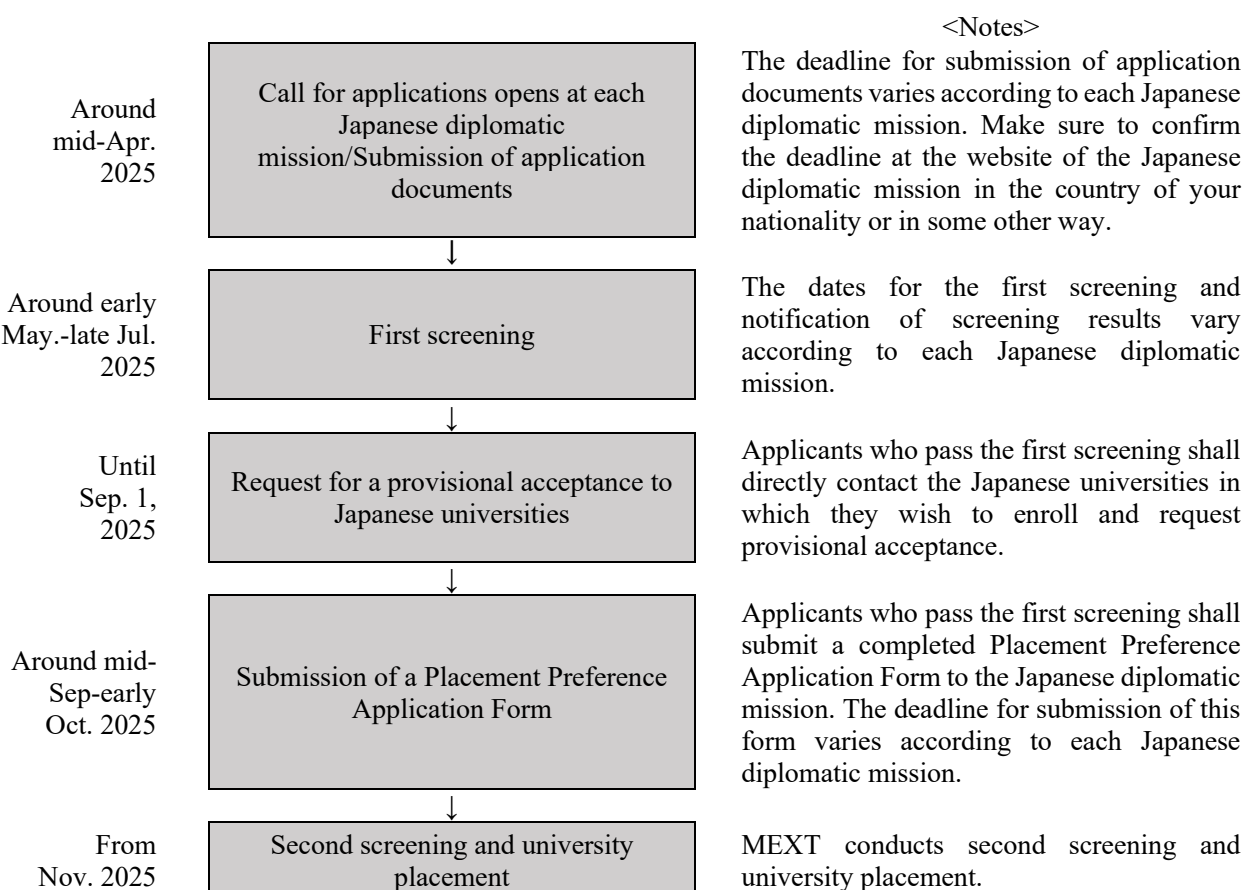 <Notes>
Around
mid-Apr.
2025
Call for applications opens at each
Japanese diplomatic
mission/Submission of application
documents
The deadline for submission of application
documents varies according to each Japanese
diplomatic mission. Make sure to confirm
the deadline at the website of the Japanese
diplomatic mission in the country of your
nationality or in some other way.
↓
Around early
May.-late Jul.
2025
First screening
The dates for the first screening and
notification of screening results vary
according to each Japanese diplomatic
mission.
↓
Until
Sep. 1,
2025
Request for a provisional acceptance to
Japanese universities
Applicants who pass the first screening shall
directly contact the Japanese universities in
which they wish to enroll and request
provisional acceptance.
↓
Around mid-
Sep-early
Oct. 2025
Submission of a Placement Preference
Application Form
Applicants who pass the first screening shall
submit a completed Placement Preference
Application Form to the Japanese diplomatic
mission. The deadline for submission of this
form varies according to each Japanese
diplomatic mission.
↓
From
Nov. 2025
Second screening and university
placement
MEXT conducts second screening and
university placement.